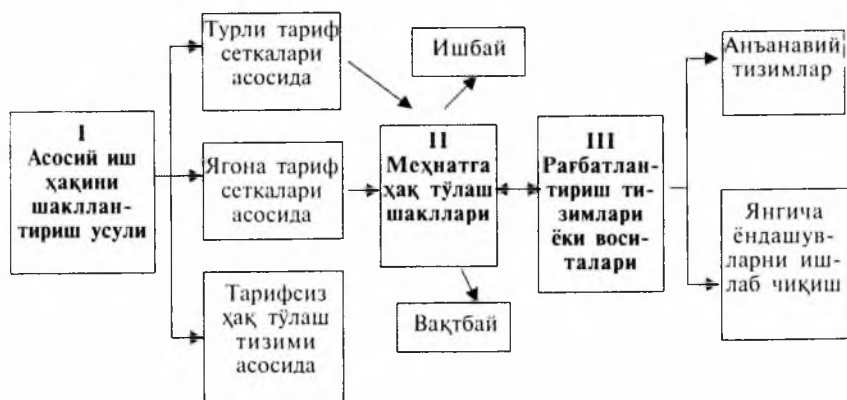 I
Асосий иш
ҳақини
шакллан-
тириш усули
Турли тариф
сеткалари
асосида
Ягона тариф
сеткалари
асосида
Тарифсиз
ҳақ тўлаш
тизими
асосида
Ишбай
II
Меҳнатга
ҳақ тўлаш
шакллари
Вақтбай
III
Рағбатлан-
тириш ти-
зимлари
ёки воси-
талари
Анъанавий
тизимлар
Янгича
ёндашув-
ларни иш-
лаб чиқиш